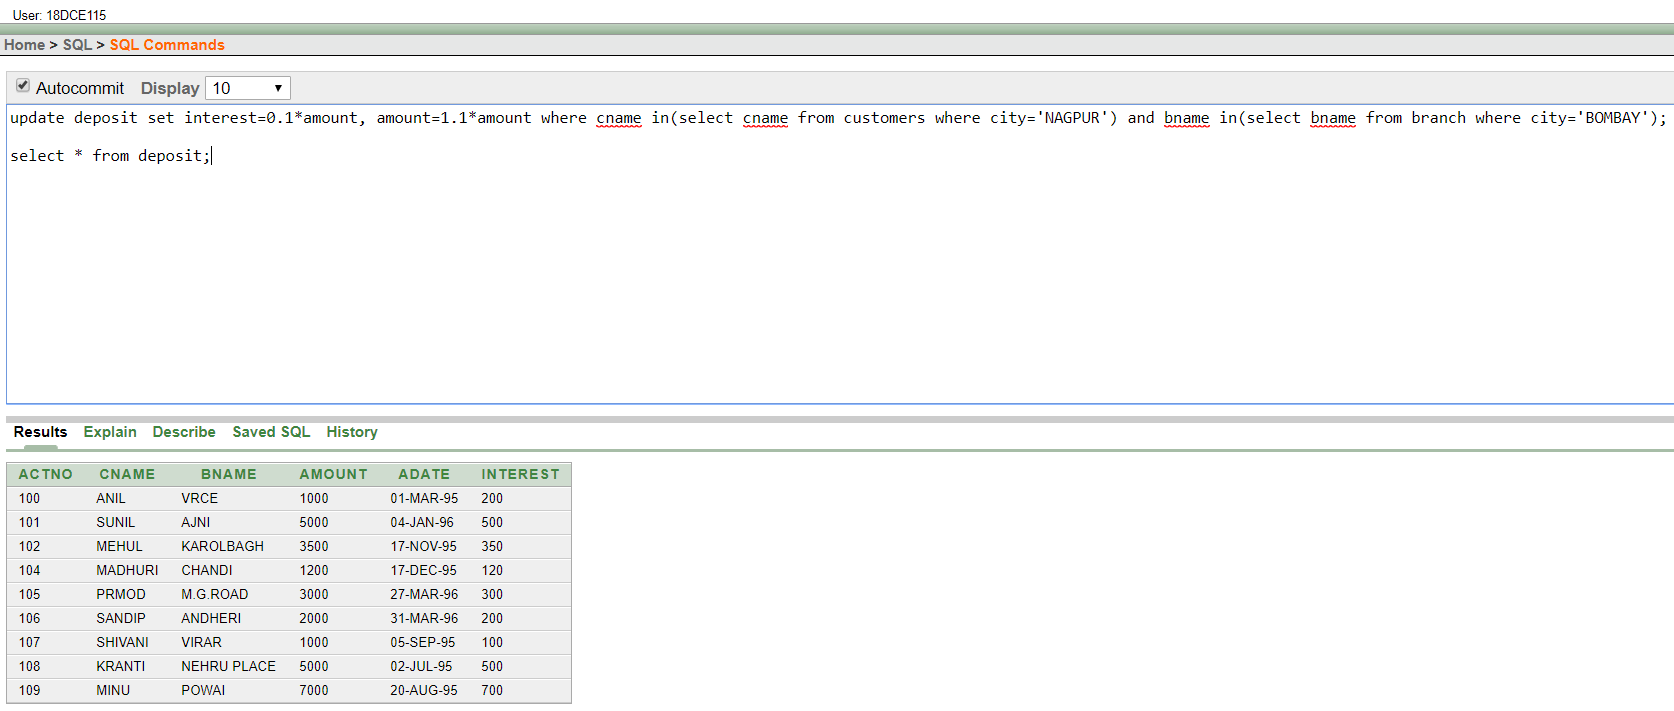 User: 18DCE115
Home > SQL > SQL Commands
Autocommit Display 10
update deposit set interest=0.1*amount, amount=1.1*amount where cname in(select cname from customers where city='NAGPUR') and bname in(select bname from branch where city='BOMBAY');
select * from deposit;
Results Explain Describe Saved SQL History
ACTNO CNAME BNAME AMOUNT ADATE INTEREST
100 ANIL VRCE 1000 01-MAR-95 200
101 SUNIL AJNI 5000 04-JAN-96 500
102 MEHUL KAROLBAGH 3500 17-NOV-95 350
104 MADHURI CHANDI 1200 17-DEC-95 120
105 PRMOD M.G.ROAD 3000 27-MAR-96 300
106 SANDIP ANDHERI 2000 31-MAR-96 200
107 SHIVANI VIRAR 1000 05-SEP-95 100
108 KRANTI NEHRU PLACE 5000 02-JUL-95 500
109 MINU POWAI 7000 20-AUG-95 700